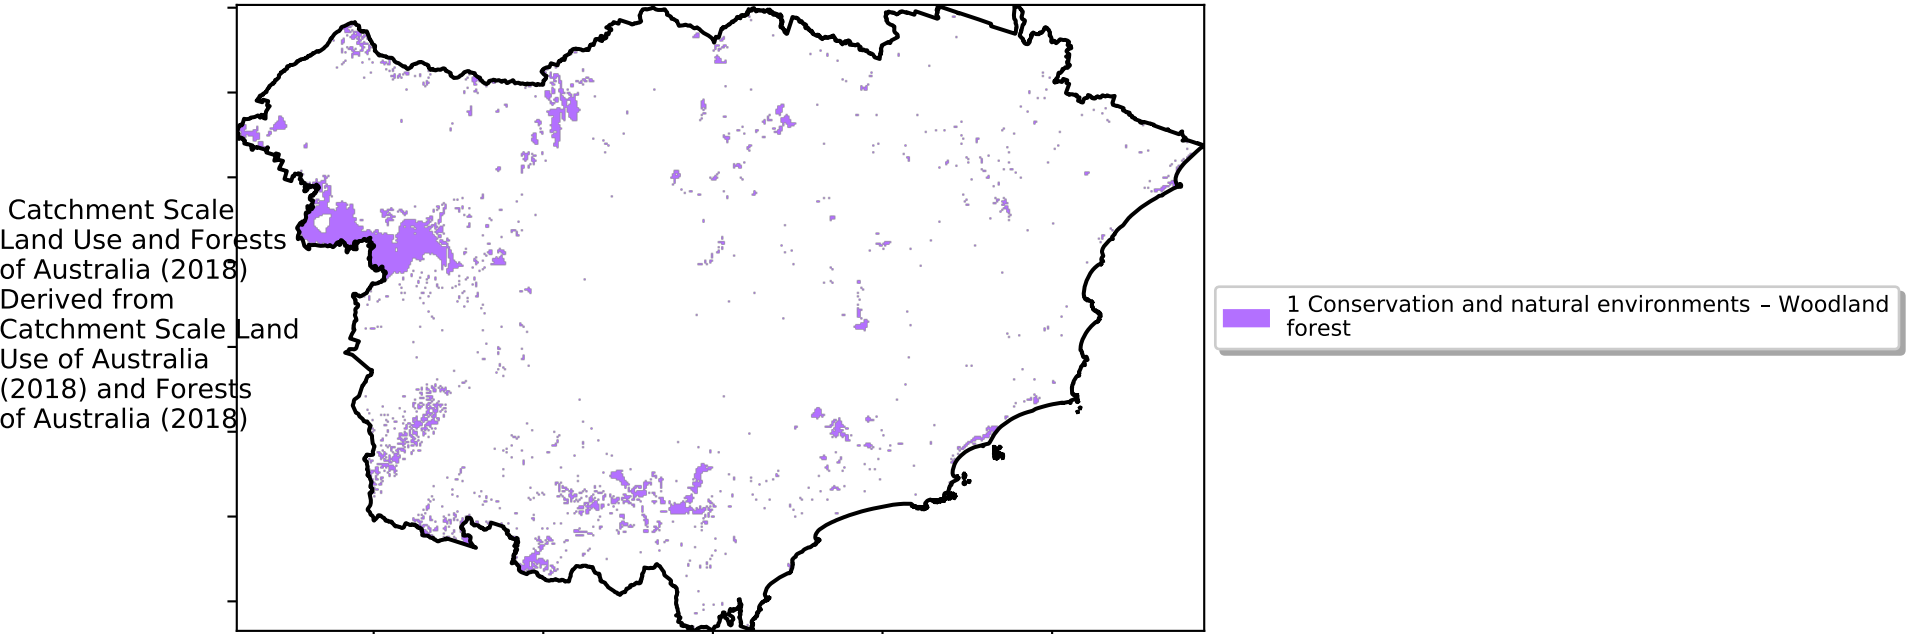 Catchment Scale
Land Use and Forests
of Australia (2018)
Derived from
Catchment Scale Land
Use of Australia
(2018) and Forests
of Australia (2018)
1 Conservation and natural environments – Woodland
forest